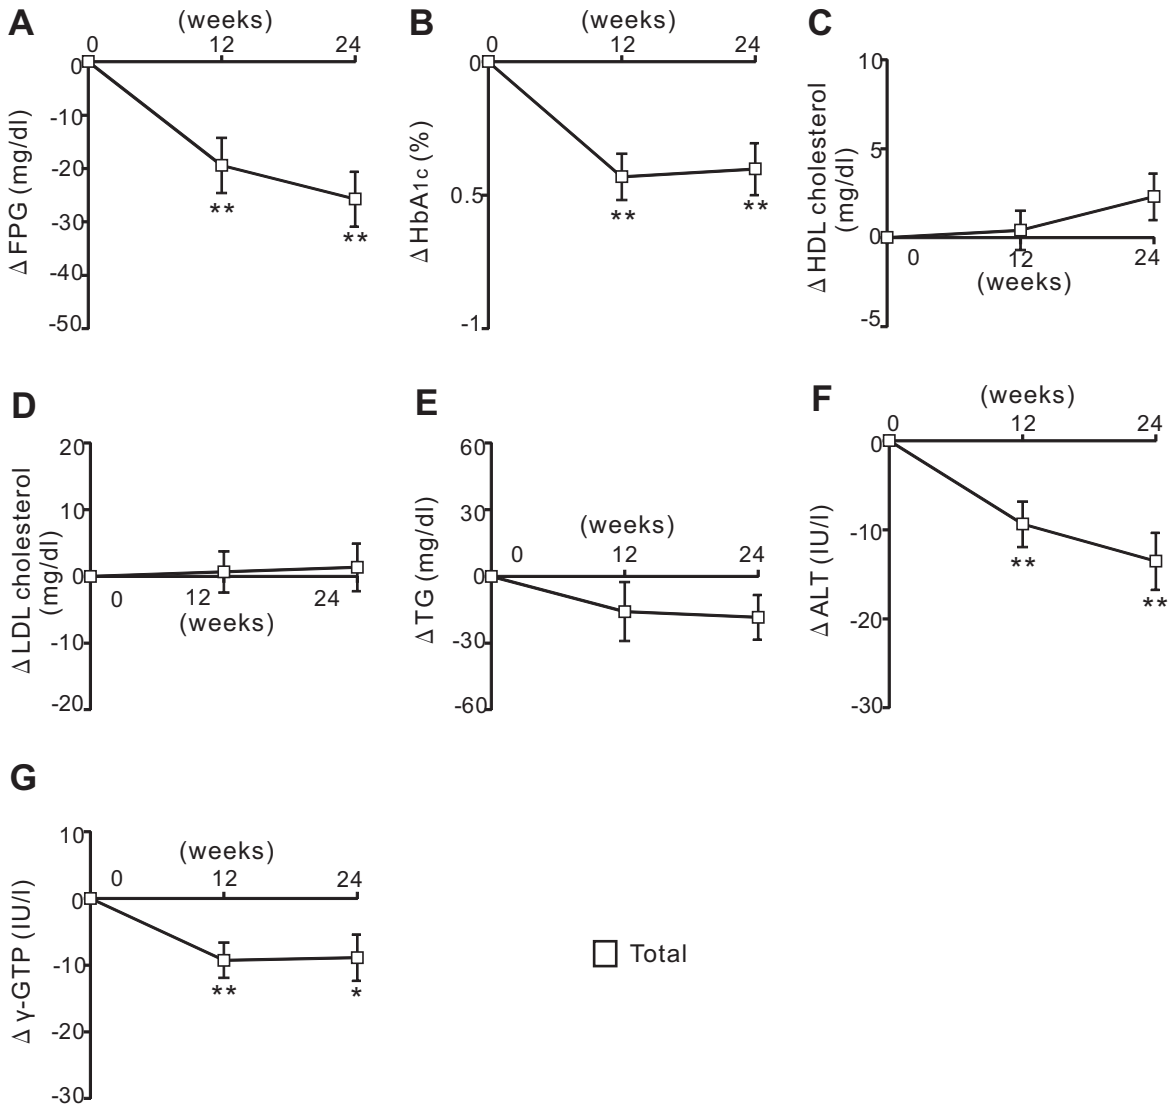 A
(weeks)
0 12 24
0
-10
-20
-30
-40
-50
Δ FPG (mg/dl)
**
**
B
(weeks)
0 12 24
0
0.5
-1
Δ HbA1c (%)
**
**
C
10
5
0
-5
Δ HDL cholesterol
(mg/dl)
0 12 24
(weeks)
D
20
10
0
-10
-20
Δ LDL cholesterol
(mg/dl)
0 12 24
(weeks)
E
60
30
0
-30
-60
Δ TG (mg/dl)
(weeks)
0 12 24
F
(weeks)
0 12 24
0
-10
-20
-30
Δ ALT (IU/l)
**
**
G
10
0
-10
-20
-30
Δ γ-GTP (IU/l)
(weeks)
0 12 24
**
*
Total